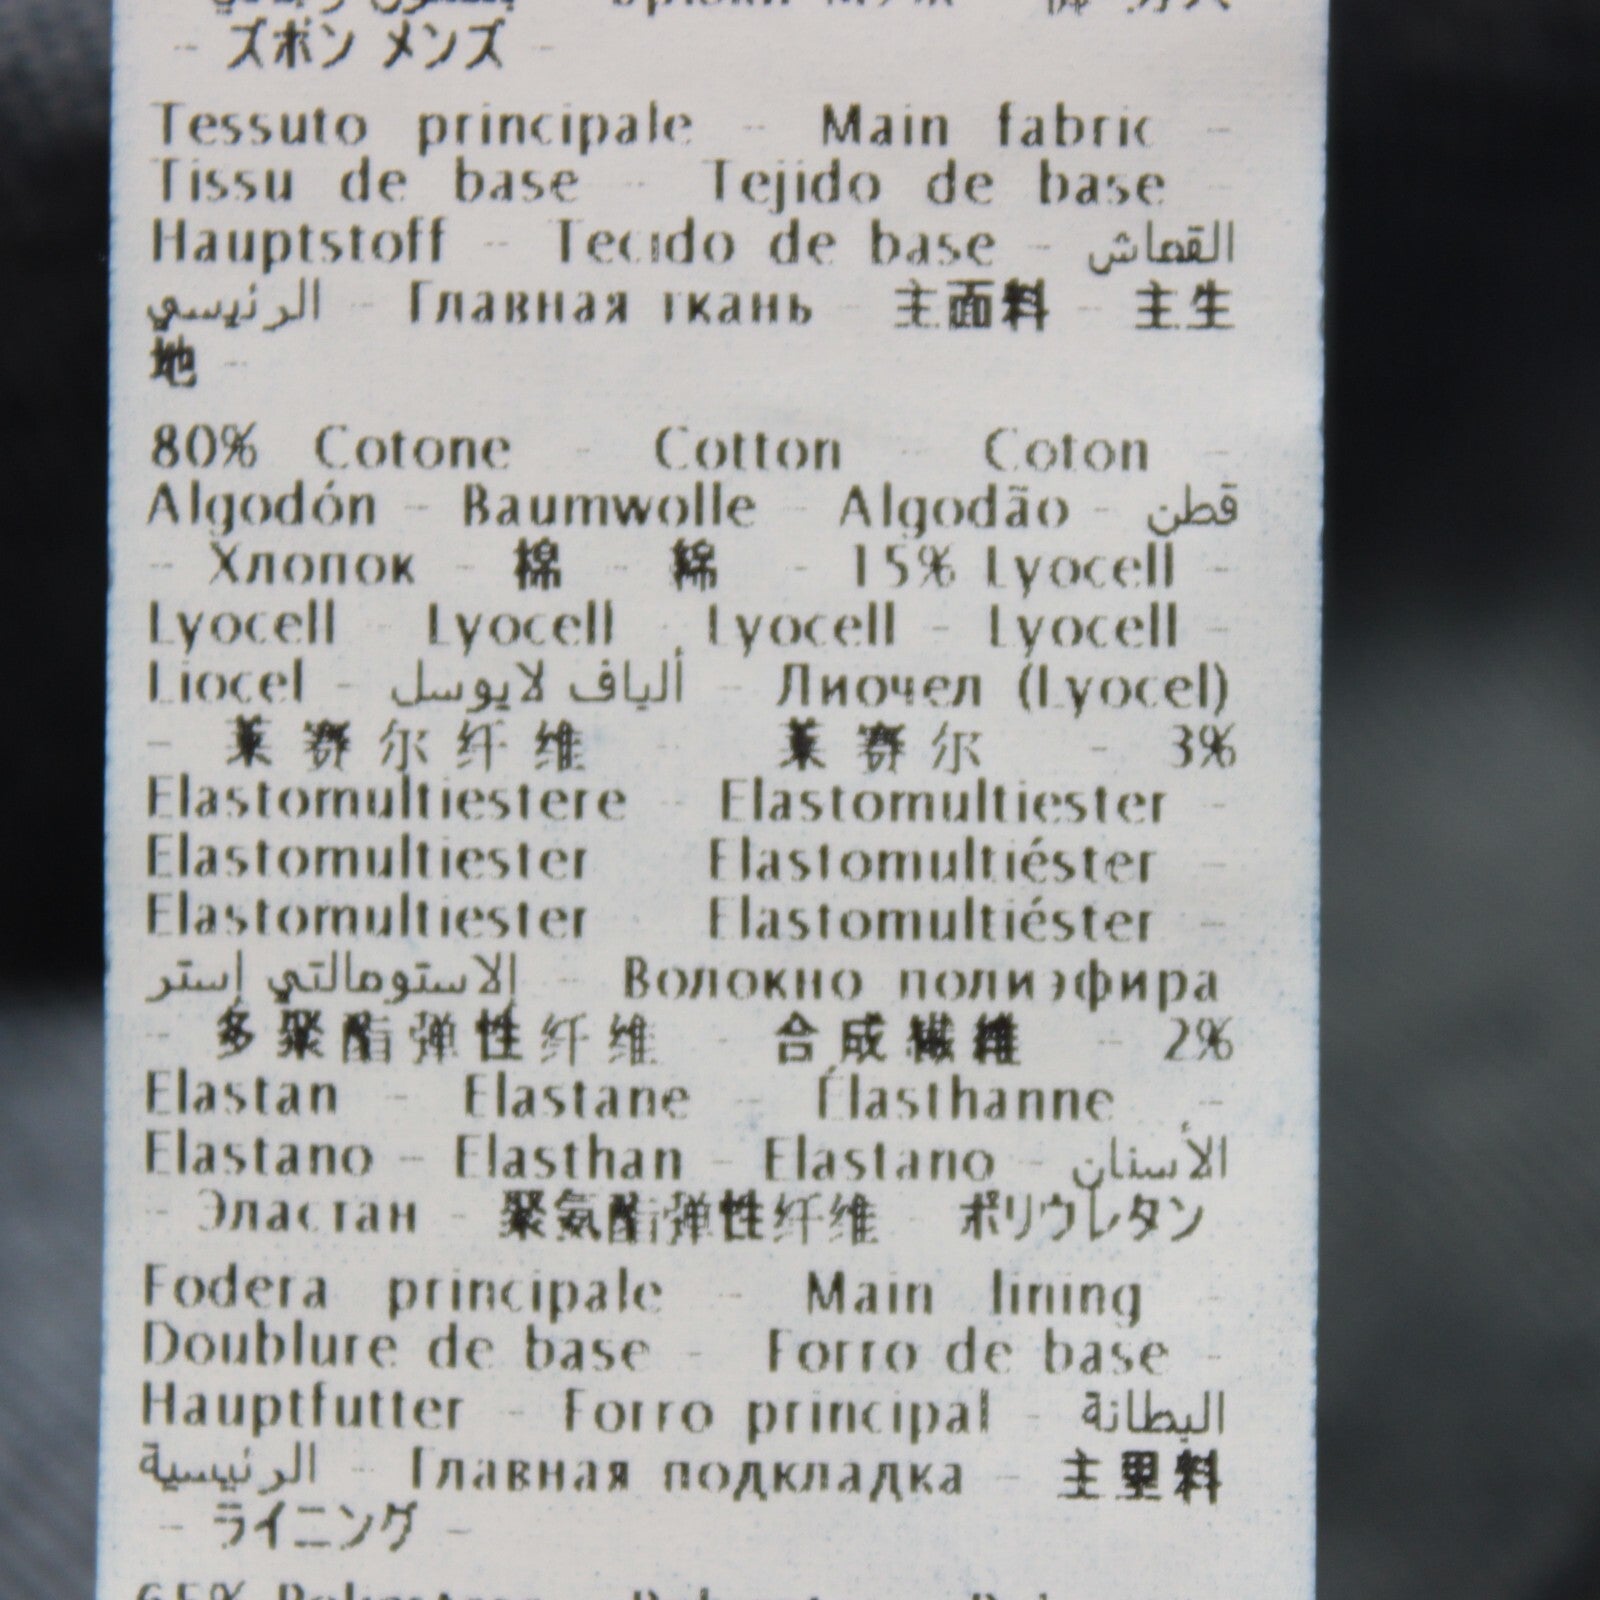 - ズボン メンズ -
Tessuto principale - Main fabric -
Tissu de base - Tejido de base -
Hauptstoff - Tecido de base - القماش
الرئيسي - Главная ткань - 主面料 - 主生
地 -
80% Cotone - Cotton - Coton -
Algodón - Baumwolle - Algodão - قطن
- Хлопок - 棉 - 綿 - 15% Lyocell -
Lyocell - Lyocell - Lyocell - Lyocell -
Liocel - ألياف لايوسل - Лиочел (Lyocel)
- 莱赛尔纤维 - 莱赛尔 - 3%
Elastomultiestere - Elastomultiester -
Elastomultiester - Elastomultiéster -
Elastomultiester - Elastomultiéster -
الاستومالتي إستر - Волокно полиэфира
- 多聚酯弹性纤维 - 合成繊維 - 2%
Elastan - Elastane - Élasthanne -
Elastano - Elasthan - Elastano - الأستان
- Эластан - 聚氨酯弹性纤维 - ポリウレタン
Fodera principale - Main lining -
Doublure de base - Forro de base -
Hauptfutter - Forro principal - البطانة
الرئيسية - Главная подкладка - 主里料
- ライニング -
65%